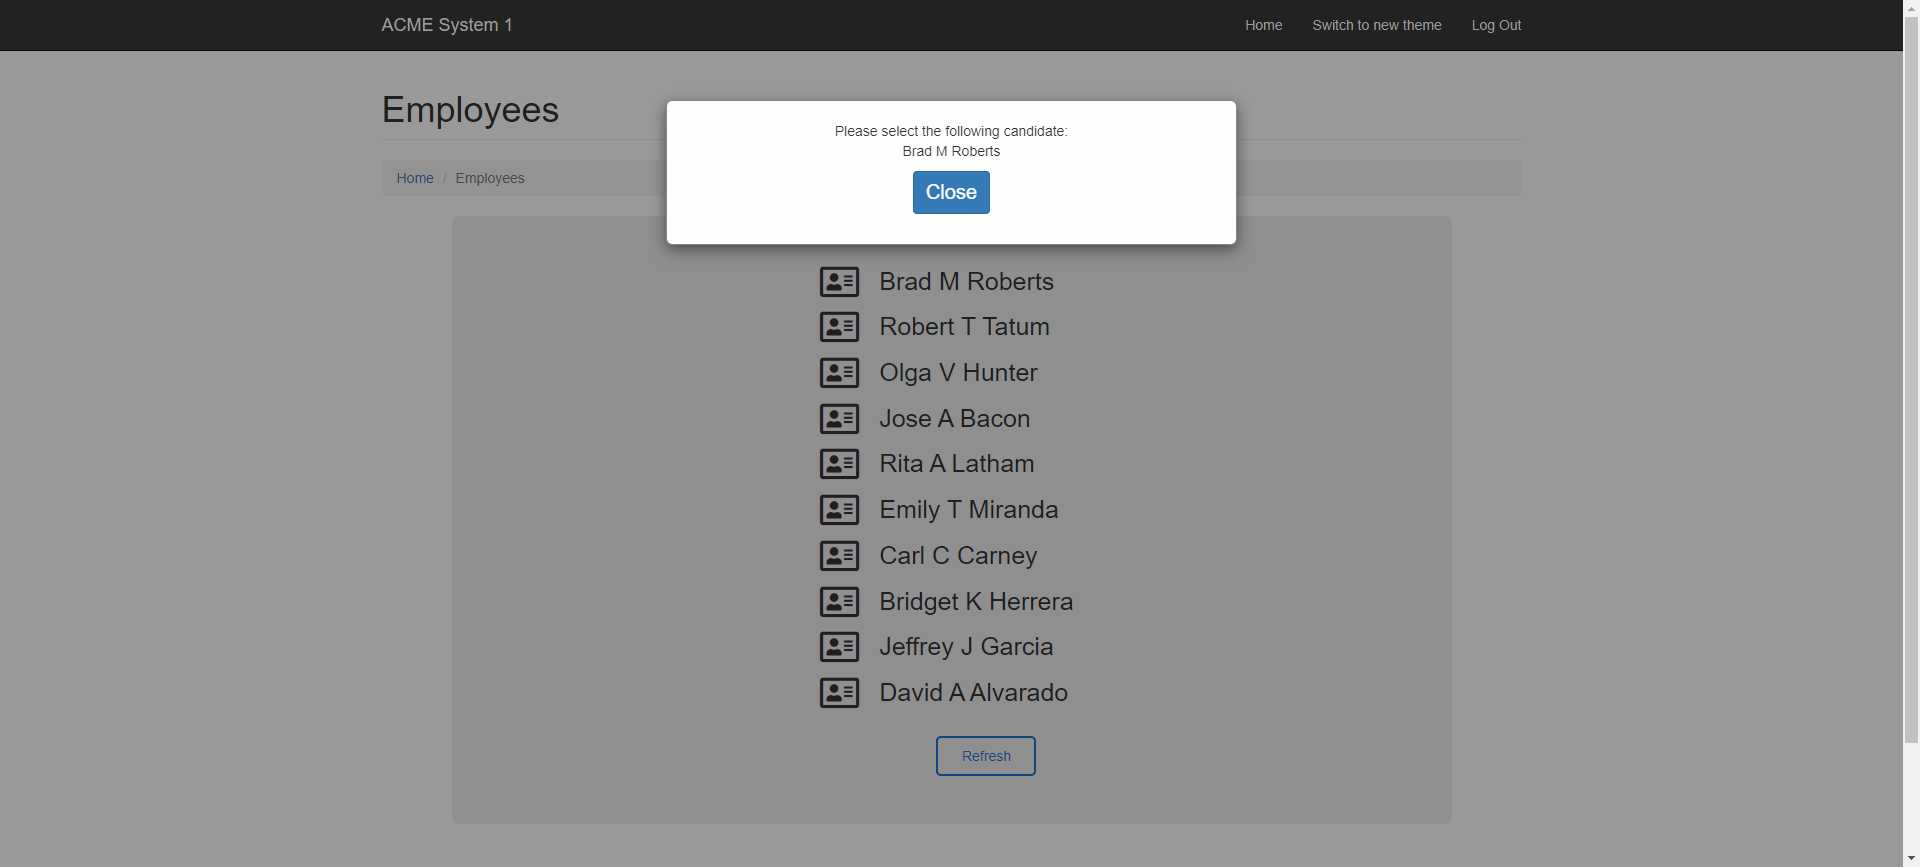 ACME System 1
Home
Switch to new theme
Log Out
Employees
Please select the following candidate:
Brad M Roberts
Close
Home / Employees
Brad M Roberts
Robert T Tatum
Olga V Hunter
Jose A Bacon
Rita A Latham
Emily T Miranda
Carl C Carney
Bridget K Herrera
Jeffrey J Garcia
David A Alvarado
Refresh